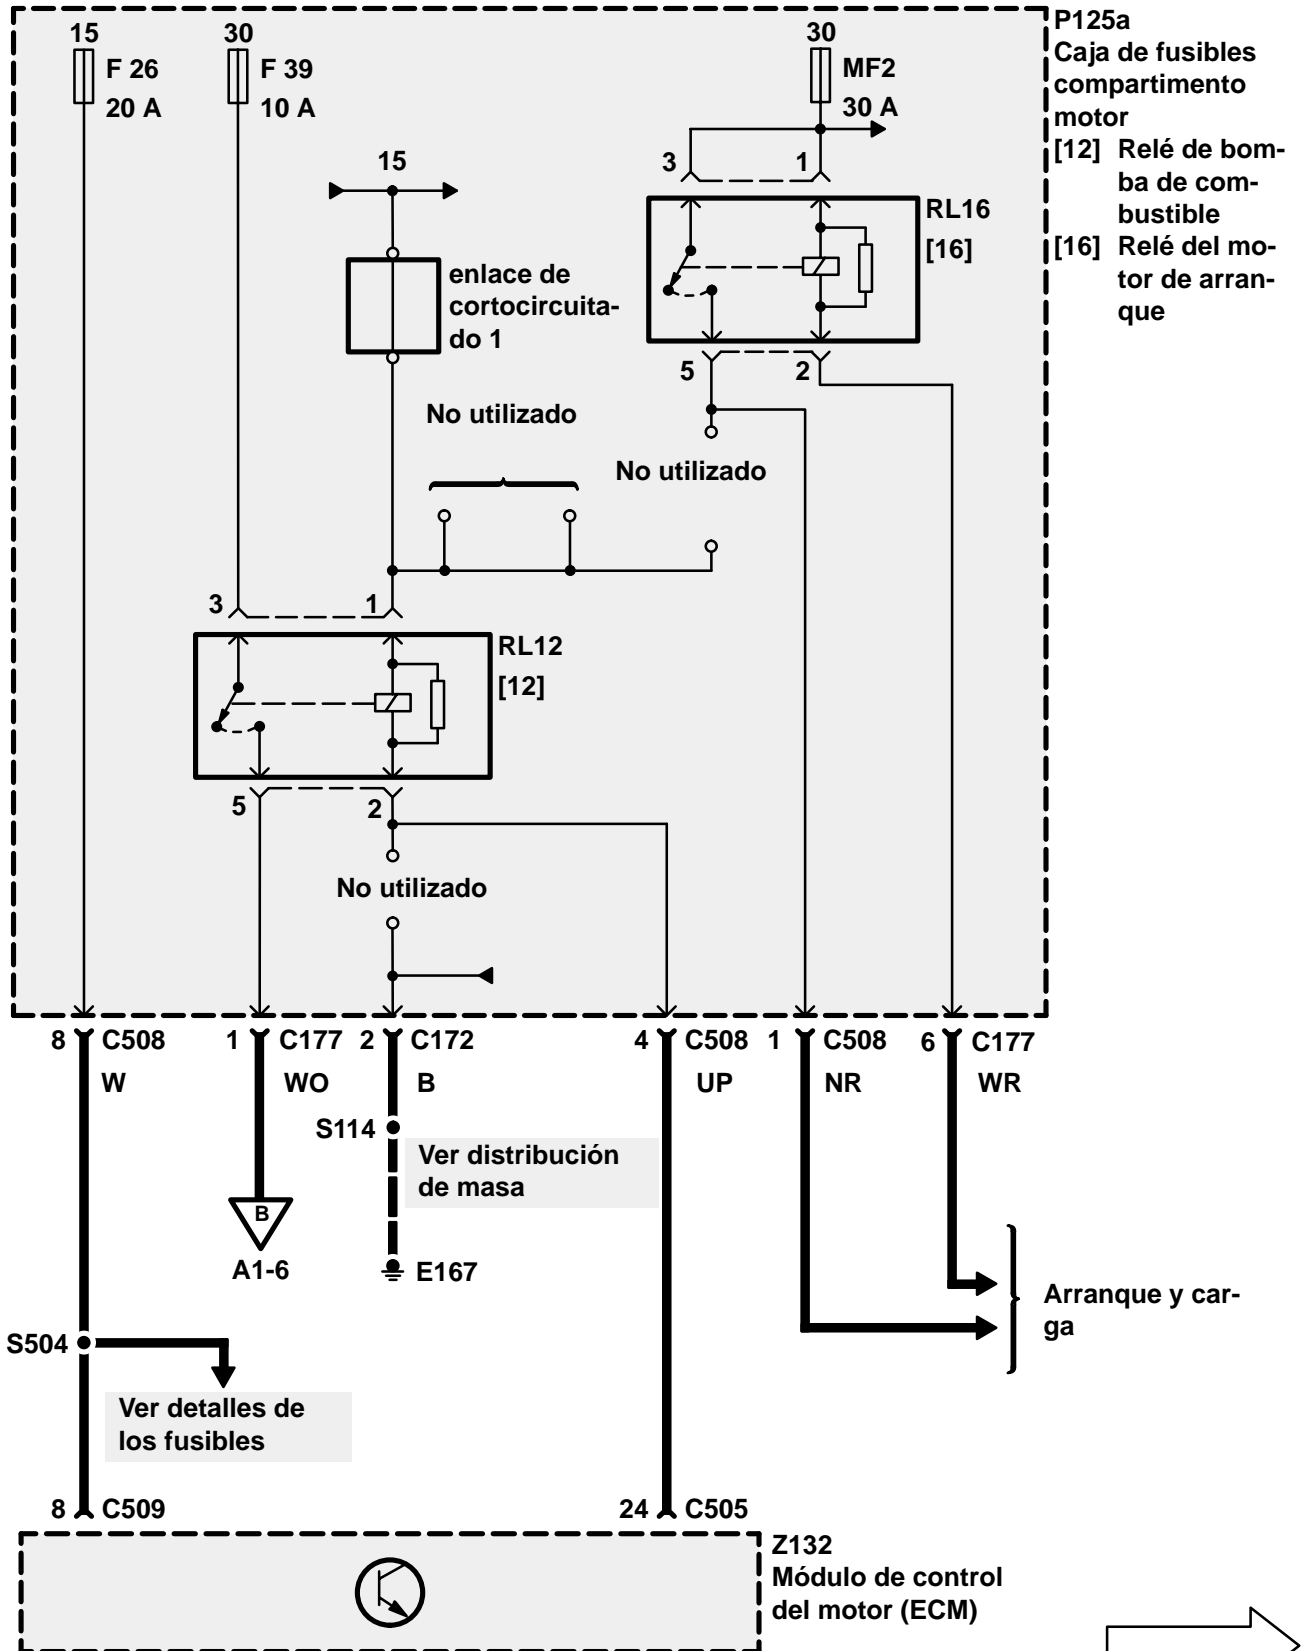 15
30
30
P125a
Caja de fusibles
compartimento
motor
[12] Relé de bom-
ba de com-
bustible
[16] Relé del mo-
tor de arran-
que
F 26
20 A
F 39
10 A
MF2
30 A
15
3
1
RL16
[16]
enlace de
cortocircuita-
do 1
5
2
No utilizado
No utilizado
3
1
RL12
[12]
5
2
No utilizado
8 C508
W
1 C177
WO
2 C172
B
4 C508
UP
1 C508
NR
6 C177
WR
S114
Ver distribución
de masa
B
A1-6
E167
Arranque y car-
ga
S504
Ver detalles de
los fusibles
8 C509
24 C505
Z132
Módulo de control
del motor (ECM)